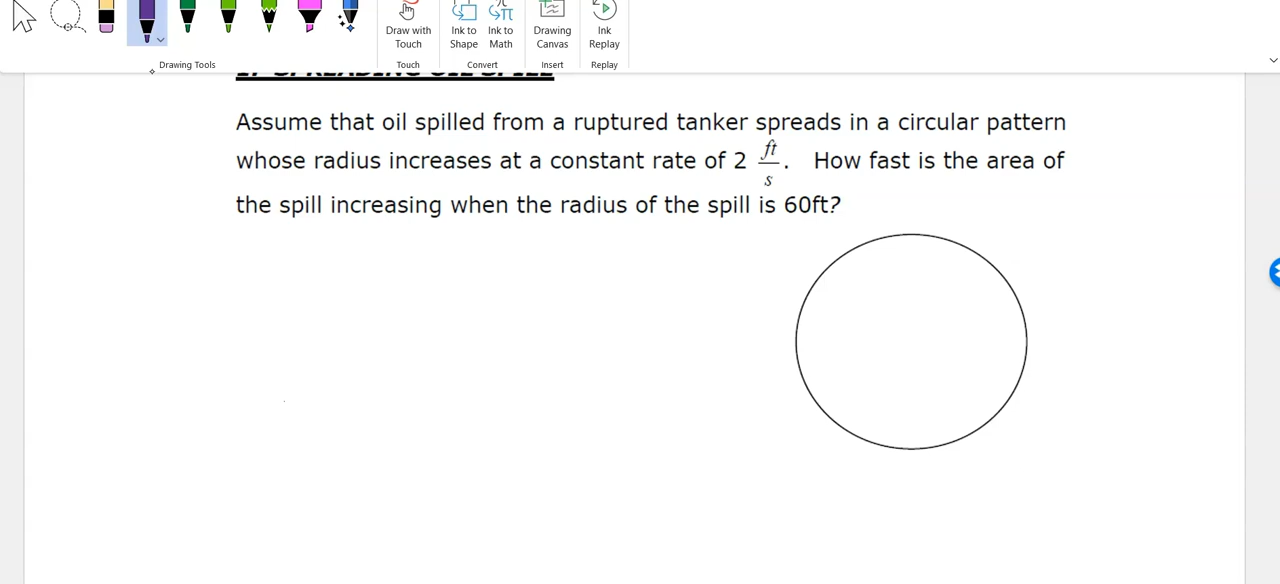 Draw with
Touch
Ink to
Shape
Ink to
Math
Drawing
Canvas
Ink
Replay
Drawing Tools
Touch
Convert
Insert
Replay
Assume that oil spilled from a ruptured tanker spreads in a circular pattern
whose radius increases at a constant rate of 2 ft/s. How fast is the area of
the spill increasing when the radius of the spill is 60ft?